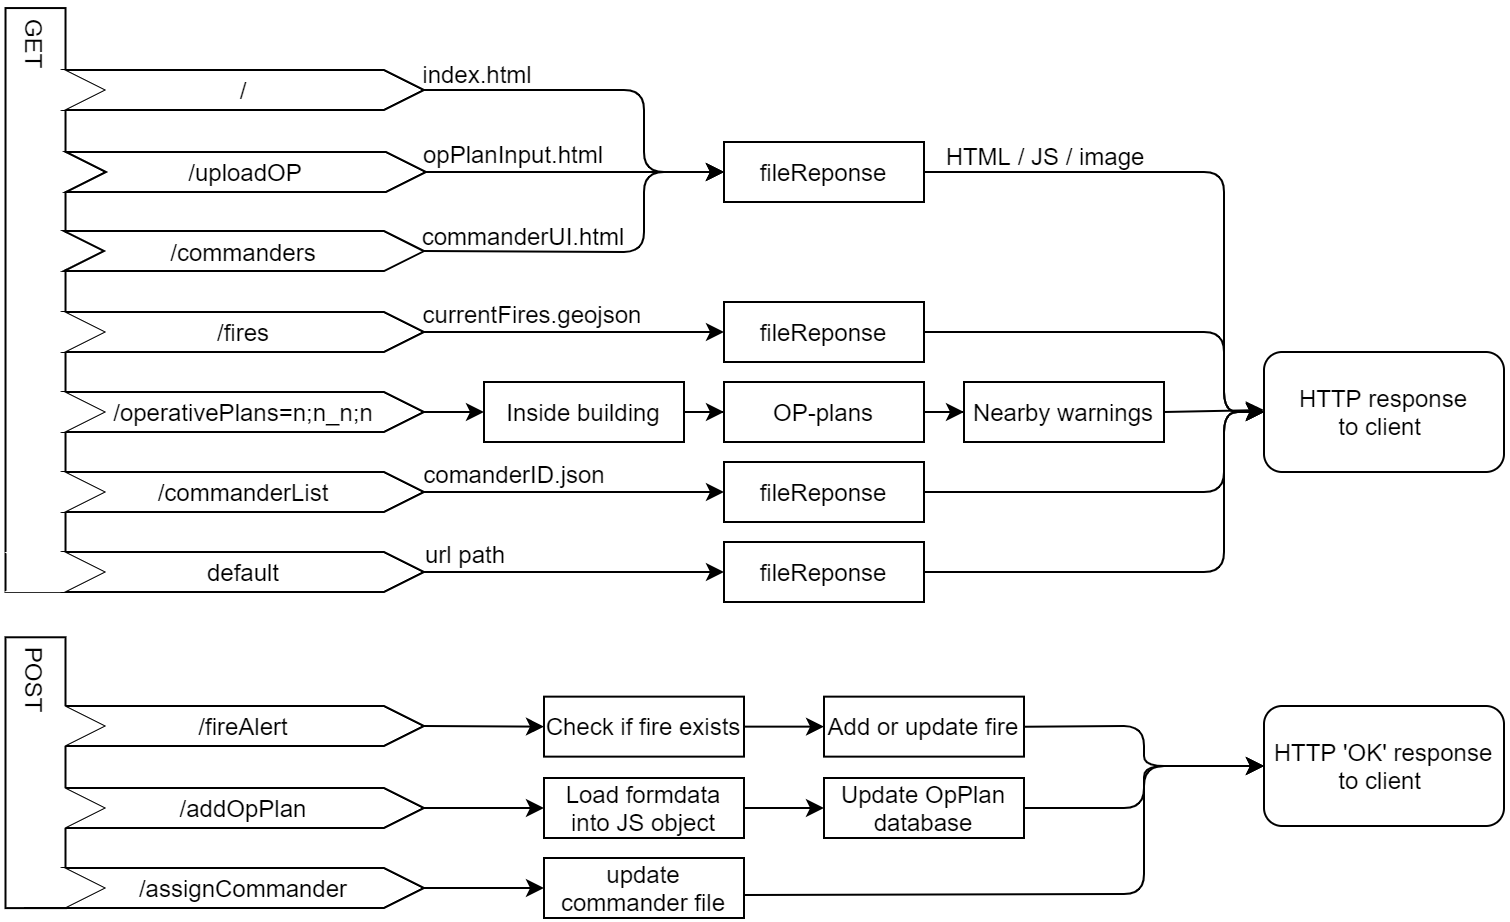 GET
/
index.html
/uploadOP
opPlanInput.html
fileReponse
HTML / JS / image
/commanders
commanderUI.html
/fires
currentFires.geojson
fileReponse
/operativePlans=n;n_n;n
Inside building
OP-plans
Nearby warnings
HTTP response
to client
/commanderList
comanderID.json
fileReponse
default
url path
fileReponse
POST
/fireAlert
Check if fire exists
Add or update fire
HTTP 'OK' response
to client
/addOpPlan
Load formdata
into JS object
Update OpPlan
database
/assignCommander
update
commander file